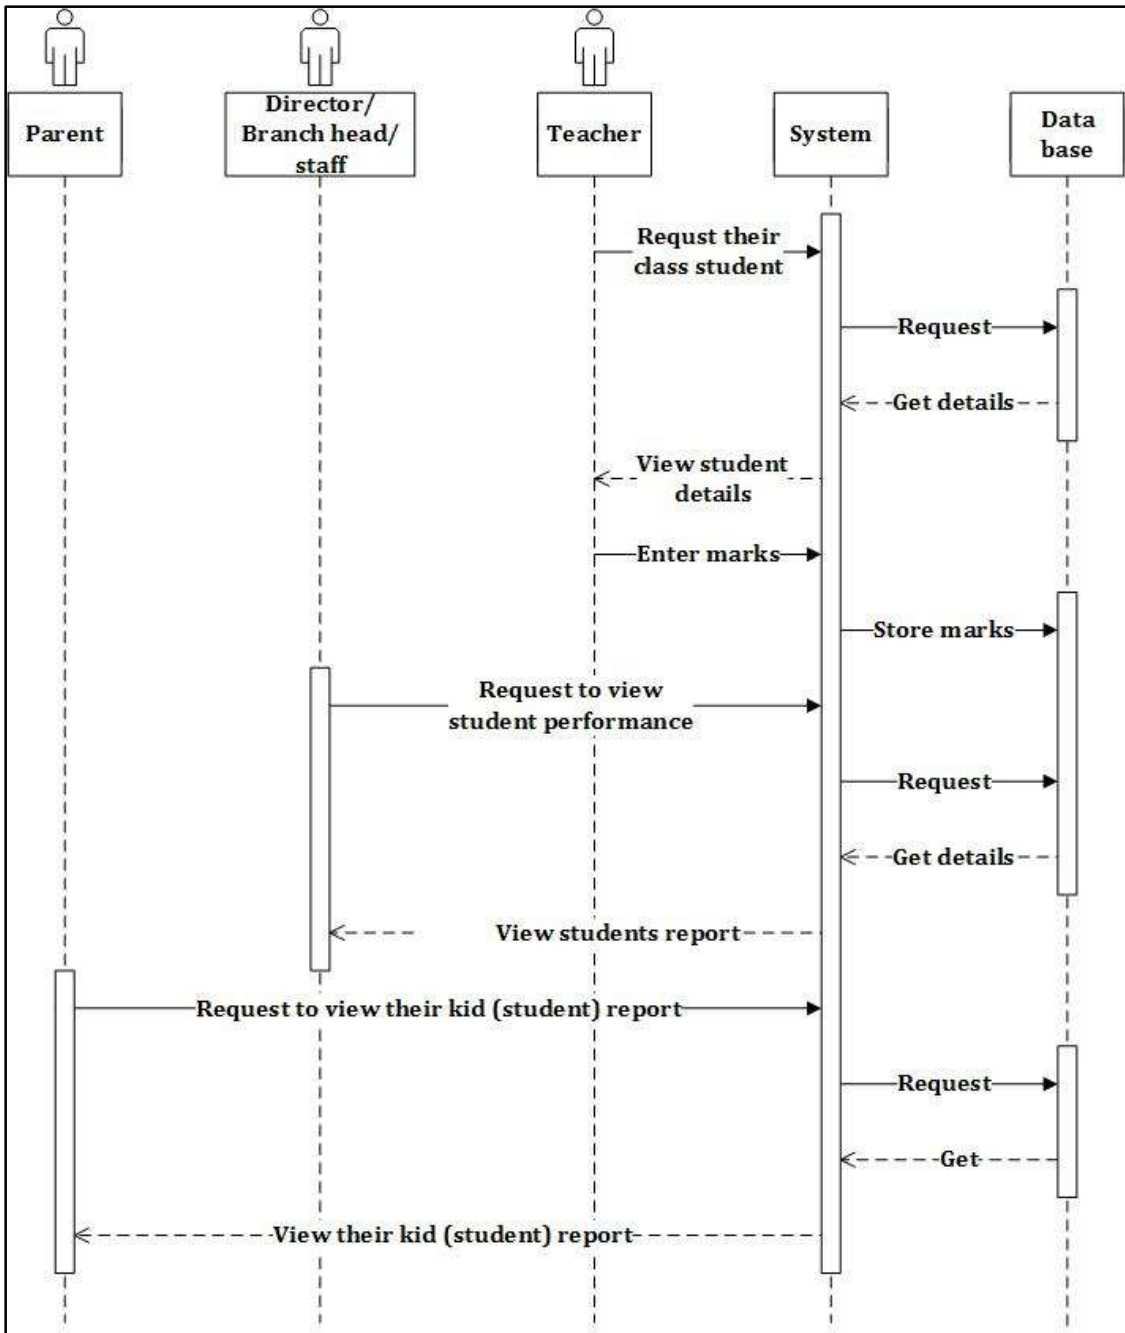 Parent
Director/
Branch head/
staff
Teacher
System
Data
base
Requst their
class student
Request
Get details
View student
details
Enter marks
Store marks
Request to view
student performance
Request
Get details
View students report
Request to view their kid (student) report
Request
Get
View their kid (student) report